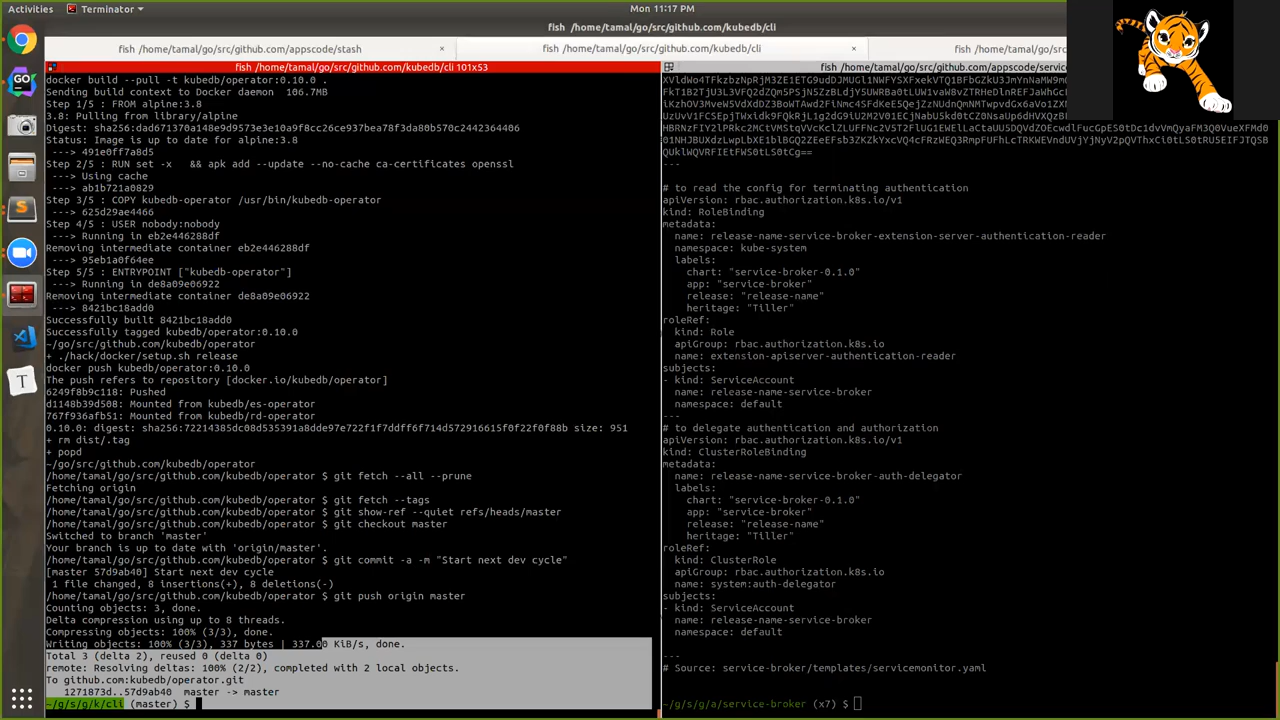 Activities
Terminal
Mon 11:17 PM
fish /home/tamal/go/src/github.com/kubedb/cli
fish /home/tamal/go/src/github.com/appscode/stash
fish /home/tamal/go/src/github.com/kubedb/cli
fish /home/tamal/go/src/github.co
fish /home/tamal/go/src/github.com/kubedb/cli 101x53
docker build --pull -t kubedb/operator:0.10.0 .
Sending build context to Docker daemon  106.7MB
Step 1/5 : FROM alpine:3.8
3.8: Pulling from library/alpine
Digest: sha256:dad671370a148e9d9573e3e10a9f8cc26ce937bea78f3da80b570c2442364406
Status: Image is up to date for alpine:3.8
---> 491e0ff7a8d5
Step 2/5 : RUN set -x   && apk add --update --no-cache ca-certificates openssl
---> Using cache
---> ab1b721a0829
Step 3/5 : COPY kubedb-operator /usr/bin/kubedb-operator
---> 625d29ae4466
Step 4/5 : USER nobody:nobody
---> Running in eb2e446288df
Removing intermediate container eb2e446288df
---> 95eb1a0f64ee
Step 5/5 : ENTRYPOINT ["kubedb-operator"]
---> Running in de8a09e06922
Removing intermediate container de8a09e06922
---> 8421bc18add0
Successfully built 8421bc18add0
Successfully tagged kubedb/operator:0.10.0
~/go/src/github.com/kubedb/operator
+ ./hack/docker/setup.sh release
docker push kubedb/operator:0.10.0
The push refers to repository [docker.io/kubedb/operator]
6249f8b9c118: Pushed
d1148b39d508: Mounted from kubedb/es-operator
767f936afb51: Mounted from kubedb/rd-operator
0.10.0: digest: sha256:72214385dc08d535391a8dde97e722f1f7ddff6f714d572916615f0f22f0f88b size: 951
+ rm dist/.tag
+ popd
~/go/src/github.com/kubedb/operator
/home/tamal/go/src/github.com/kubedb/operator $ git fetch --all --prune
Fetching origin
/home/tamal/go/src/github.com/kubedb/operator $ git fetch --tags
/home/tamal/go/src/github.com/kubedb/operator $ git show-ref --quiet refs/heads/master
/home/tamal/go/src/github.com/kubedb/operator $ git checkout master
Switched to branch 'master'
Your branch is up to date with 'origin/master'.
/home/tamal/go/src/github.com/kubedb/operator $ git commit -a -m "Start next dev cycle"
[master 57d9ab40] Start next dev cycle
1 file changed, 8 insertions(+), 8 deletions(-)
/home/tamal/go/src/github.com/kubedb/operator $ git push origin master
Counting objects: 3, done.
Delta compression using up to 8 threads.
Compressing objects: 100% (3/3), done.
Writing objects: 100% (3/3), 337 bytes | 337.00 KiB/s, done.
Total 3 (delta 2), reused 0 (delta 0)
remote: Resolving deltas: 100% (2/2), completed with 2 local objects.
To github.com:kubedb/operator.git
1271873d..57d9ab40  master -> master
~/g/s/g/k/cli (master) $
fish /home/tamal/go/src/github.com/appscode/service
QUklWQVRFIEtFWS0tLS0tCg==
---
# to read the config for terminating authentication
apiVersion: rbac.authorization.k8s.io/v1
kind: RoleBinding
metadata:
name: release-name-service-broker-extension-server-authentication-reader
namespace: kube-system
labels:
chart: "service-broker-0.1.0"
app: "service-broker"
release: "release-name"
heritage: "Tiller"
roleRef:
kind: Role
apiGroup: rbac.authorization.k8s.io
name: extension-apiserver-authentication-reader
subjects:
- kind: ServiceAccount
name: release-name-service-broker
namespace: default
---
# to delegate authentication and authorization
apiVersion: rbac.authorization.k8s.io/v1
kind: ClusterRoleBinding
metadata:
name: release-name-service-broker-auth-delegator
labels:
chart: "service-broker-0.1.0"
app: "service-broker"
release: "release-name"
heritage: "Tiller"
roleRef:
kind: ClusterRole
apiGroup: rbac.authorization.k8s.io
name: system:auth-delegator
subjects:
- kind: ServiceAccount
name: release-name-service-broker
namespace: default
---
# Source: service-broker/templates/servicemonitor.yaml
~/g/s/g/a/service-broker (x7) $